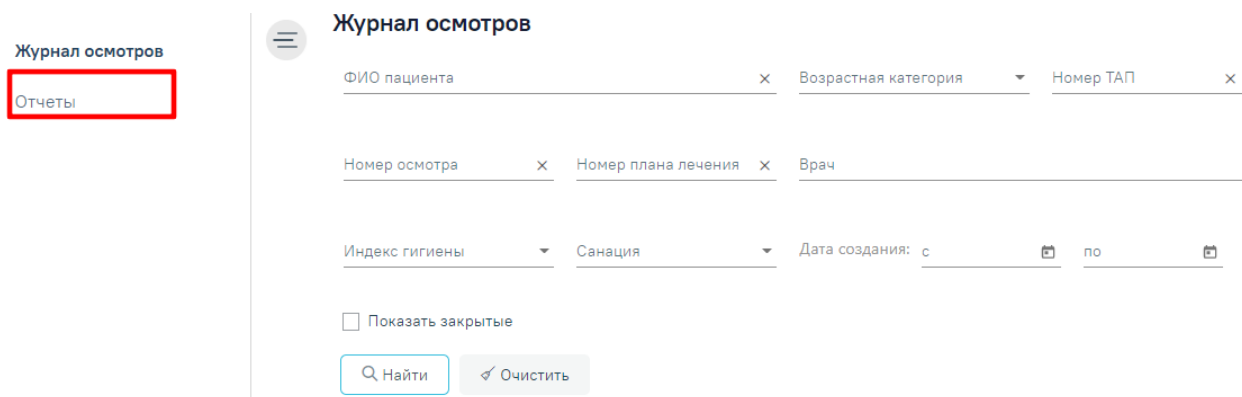 Журнал осмотров
Отчеты
Журнал осмотров
ФИО пациента
Возрастная категория
Номер ТАП
Номер осмотра
Номер плана лечения
Врач
Индекс гигиены
Санация
Дата создания: с
по
Показать закрытые
Найти
Очистить